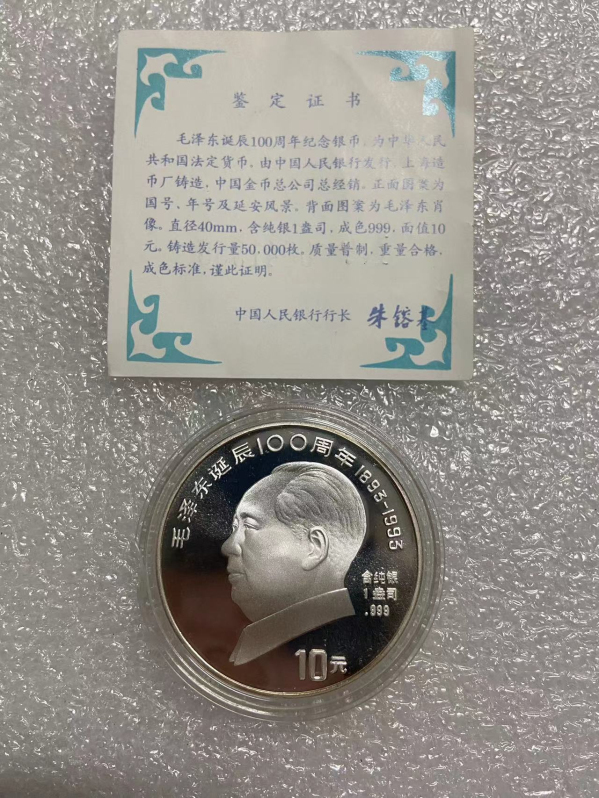 鉴定证书
毛泽东诞辰100周年纪念银币，为中华人民
共和国法定货币，由中国人民银行发行，上海造
币厂铸造，中国金币总公司总经销。正面图案为
国号、年号及延安风景。背面图案为毛泽东肖
像。直径40mm，含纯银1盎司，成色999，面值10
元。铸造发行量50,000枚。质量普制，重量合格，
成色标准，谨此证明。
中国人民银行行长 朱镕基
毛泽东诞辰100周年1893-1993
含纯银
1盎司
.999
10元